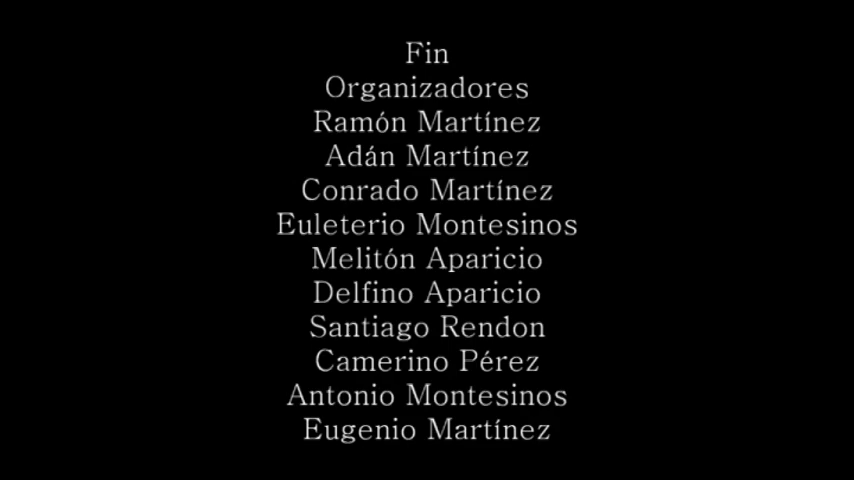 Fin
Organizadores
Ramón Martínez
Adán Martínez
Conrado Martínez
Euleterio Montesinos
Melitón Aparicio
Delfino Aparicio
Santiago Rendon
Camerino Pérez
Antonio Montesinos
Eugenio Martínez